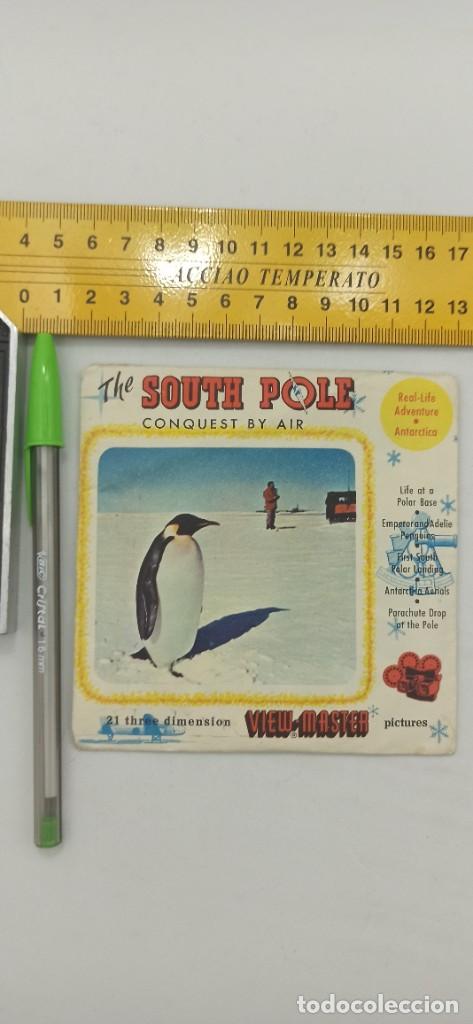 4 5 6 7 8 9 10 11 12 13 14 15 16 17
ACCIAO TEMPERATO
0 1 2 3 4 5 6 7 8 9 10 11 12 13
The SOUTH POLE
CONQUEST BY AIR
Real-Life
Adventure
•
Antarctica
Life at a
Polar Base
•
Emperor and Adelie
Penguins
•
First South
Polar Landing
•
Antarctic Aerials
•
Parachute Drop
at the Pole
21 three dimension VIEW-MASTER pictures
Cristal 1.6mm
todocoleccion